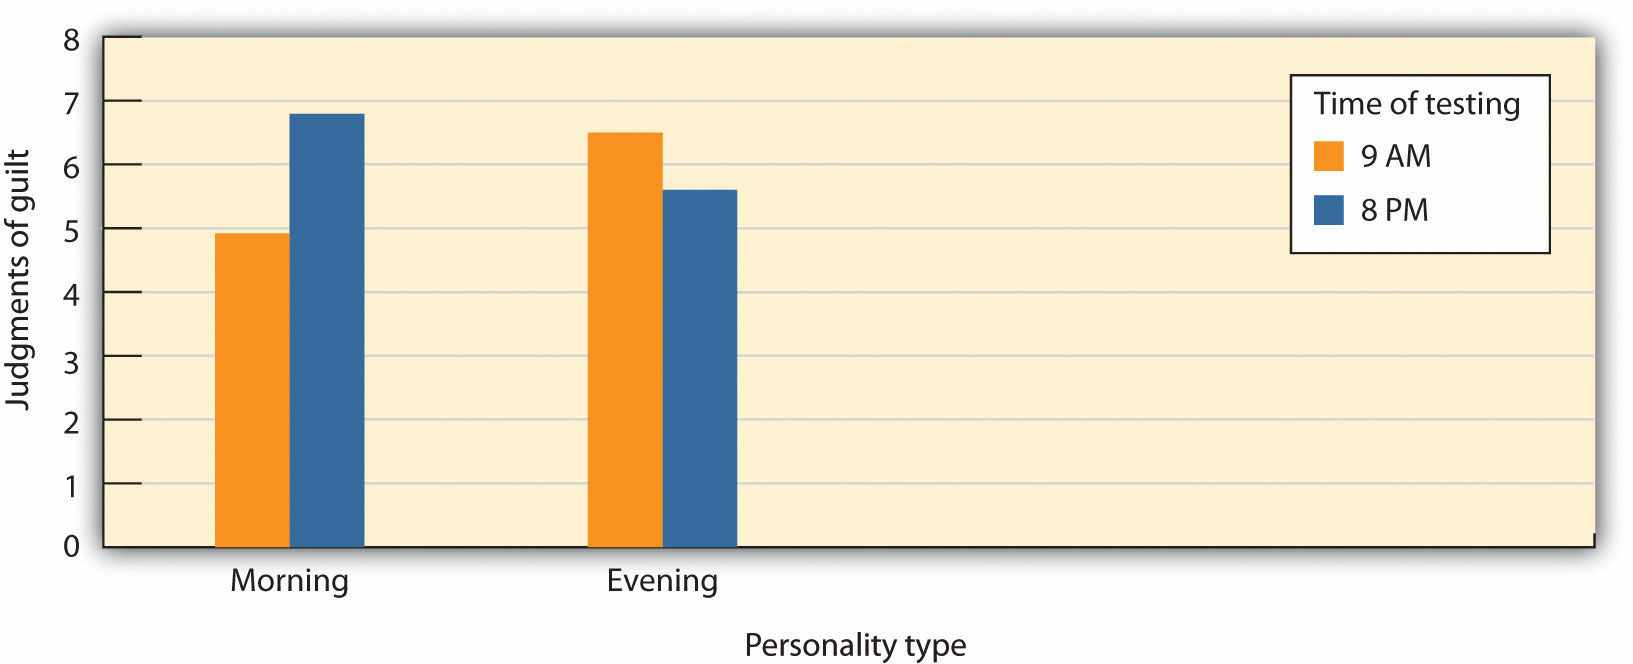 8
7
6
5
4
3
2
1
0
Judgments of guilt
Morning
Evening
Personality type
Time of testing
9 AM
8 PM